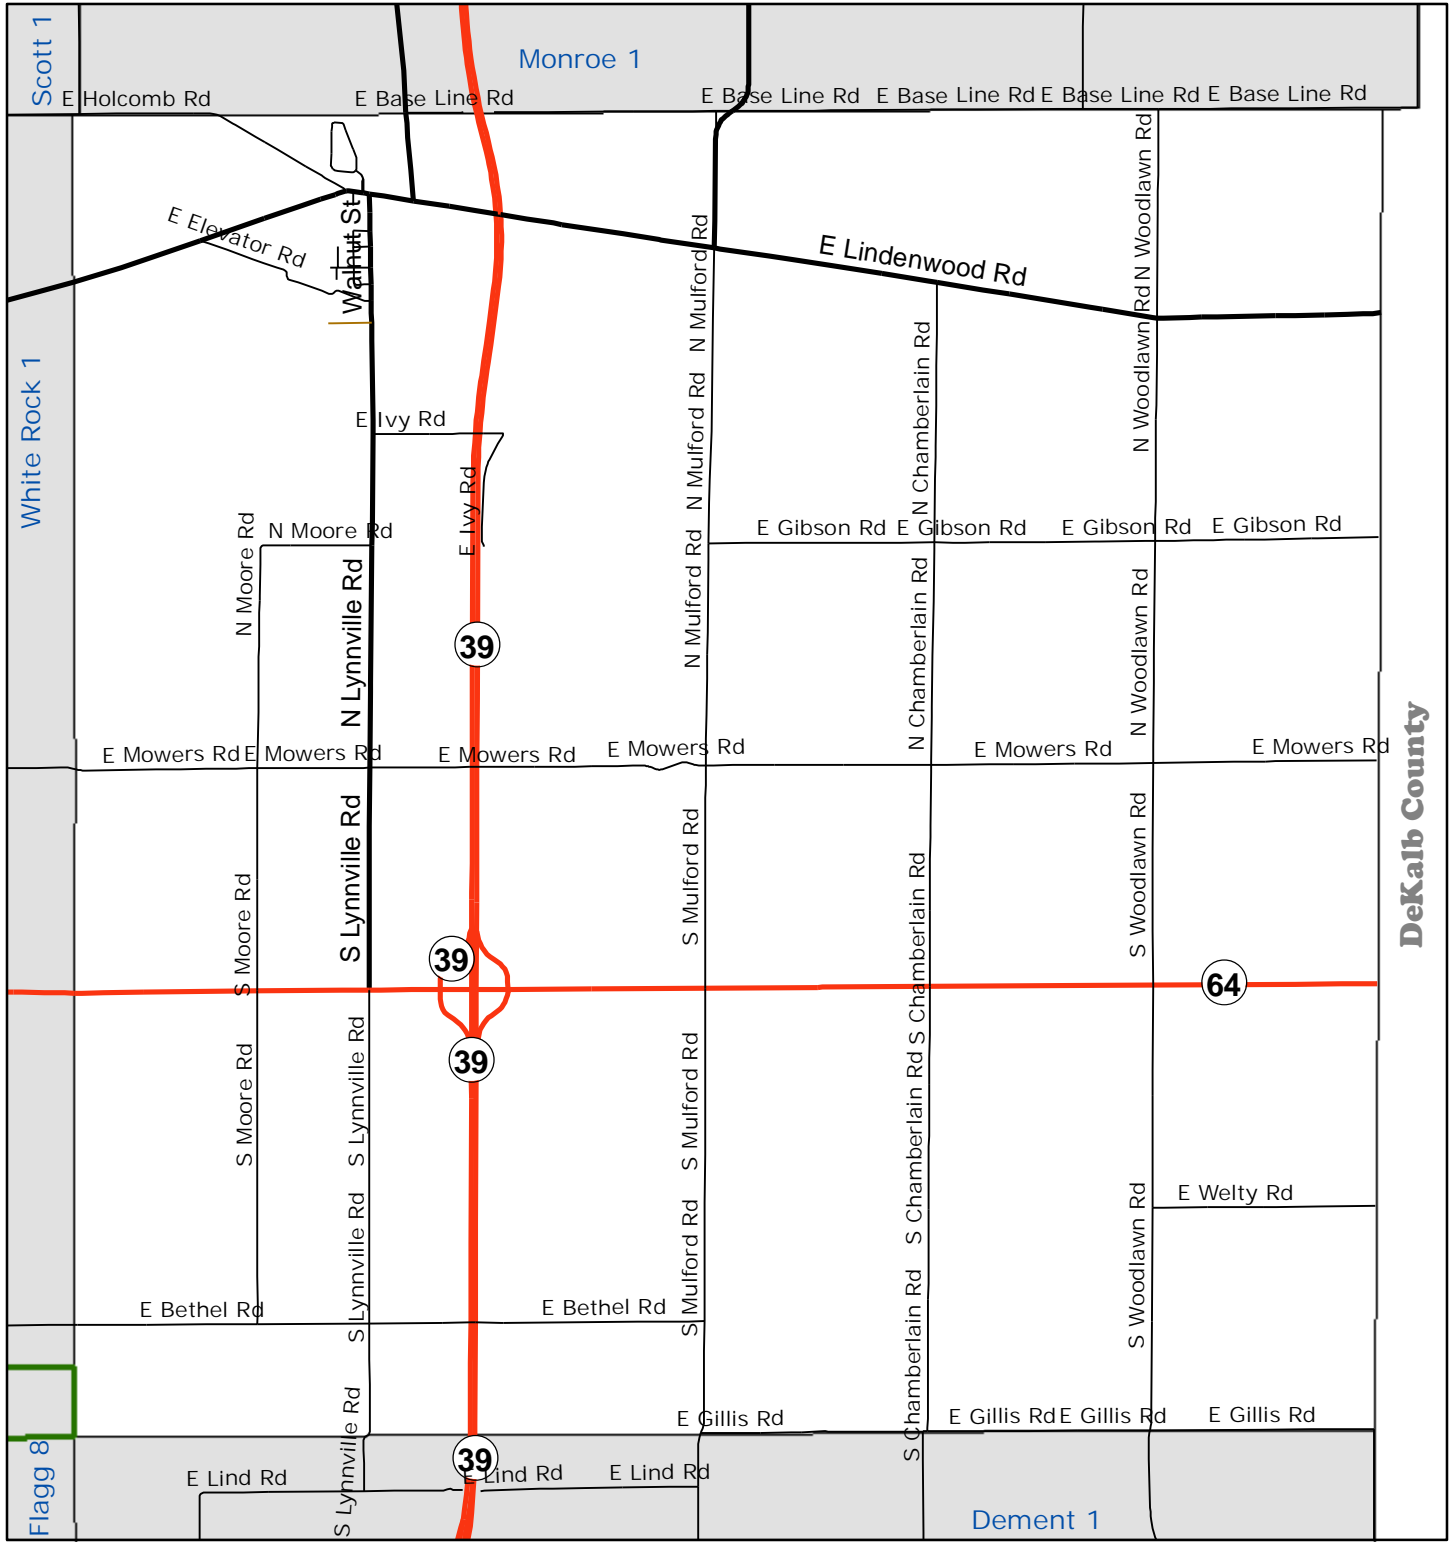 Scott 1
Monroe 1
E Holcomb Rd
E Base Line Rd
E Base Line Rd
E Base Line Rd
E Base Line Rd
E Base Line Rd
N Woodlawn Rd
E Elevator Rd
Walnut St
N Mulford Rd
E Lindenwood Rd
N Woodlawn Rd
White Rock 1
E Ivy Rd
N Mulford Rd
N Chamberlain Rd
E Ivy Rd
N Moore Rd
N Moore Rd
E Gibson Rd
E Gibson Rd
E Gibson Rd
E Gibson Rd
N Lynnville Rd
39
N Mulford Rd
N Chamberlain Rd
N Woodlawn Rd
E Mowers Rd
E Mowers Rd
E Mowers Rd
E Mowers Rd
E Mowers Rd
E Mowers Rd
DeKalb County
S Lynnville Rd
S Mulford Rd
S Chamberlain Rd
S Woodlawn Rd
S Moore Rd
39
64
39
S Moore Rd
S Lynnville Rd
S Mulford Rd
S Chamberlain Rd
E Welty Rd
S Lynnville Rd
S Mulford Rd
S Woodlawn Rd
E Bethel Rd
E Bethel Rd
S Chamberlain Rd
E Gillis Rd
E Gillis Rd
E Gillis Rd
E Gillis Rd
S Lynnville Rd
39
Flagg 8
E Lind Rd
E Lind Rd
E Lind Rd
Dement 1